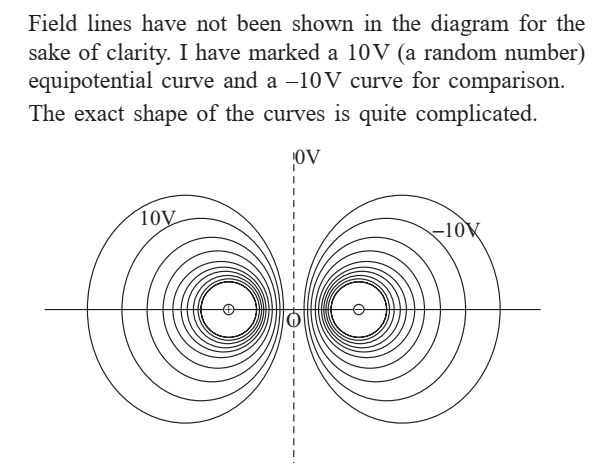 Field lines have not been shown in the diagram for the
sake of clarity. I have marked a 10V (a random number)
equipotential curve and a –10V curve for comparison.
The exact shape of the curves is quite complicated.
0V
10V
–10V
O